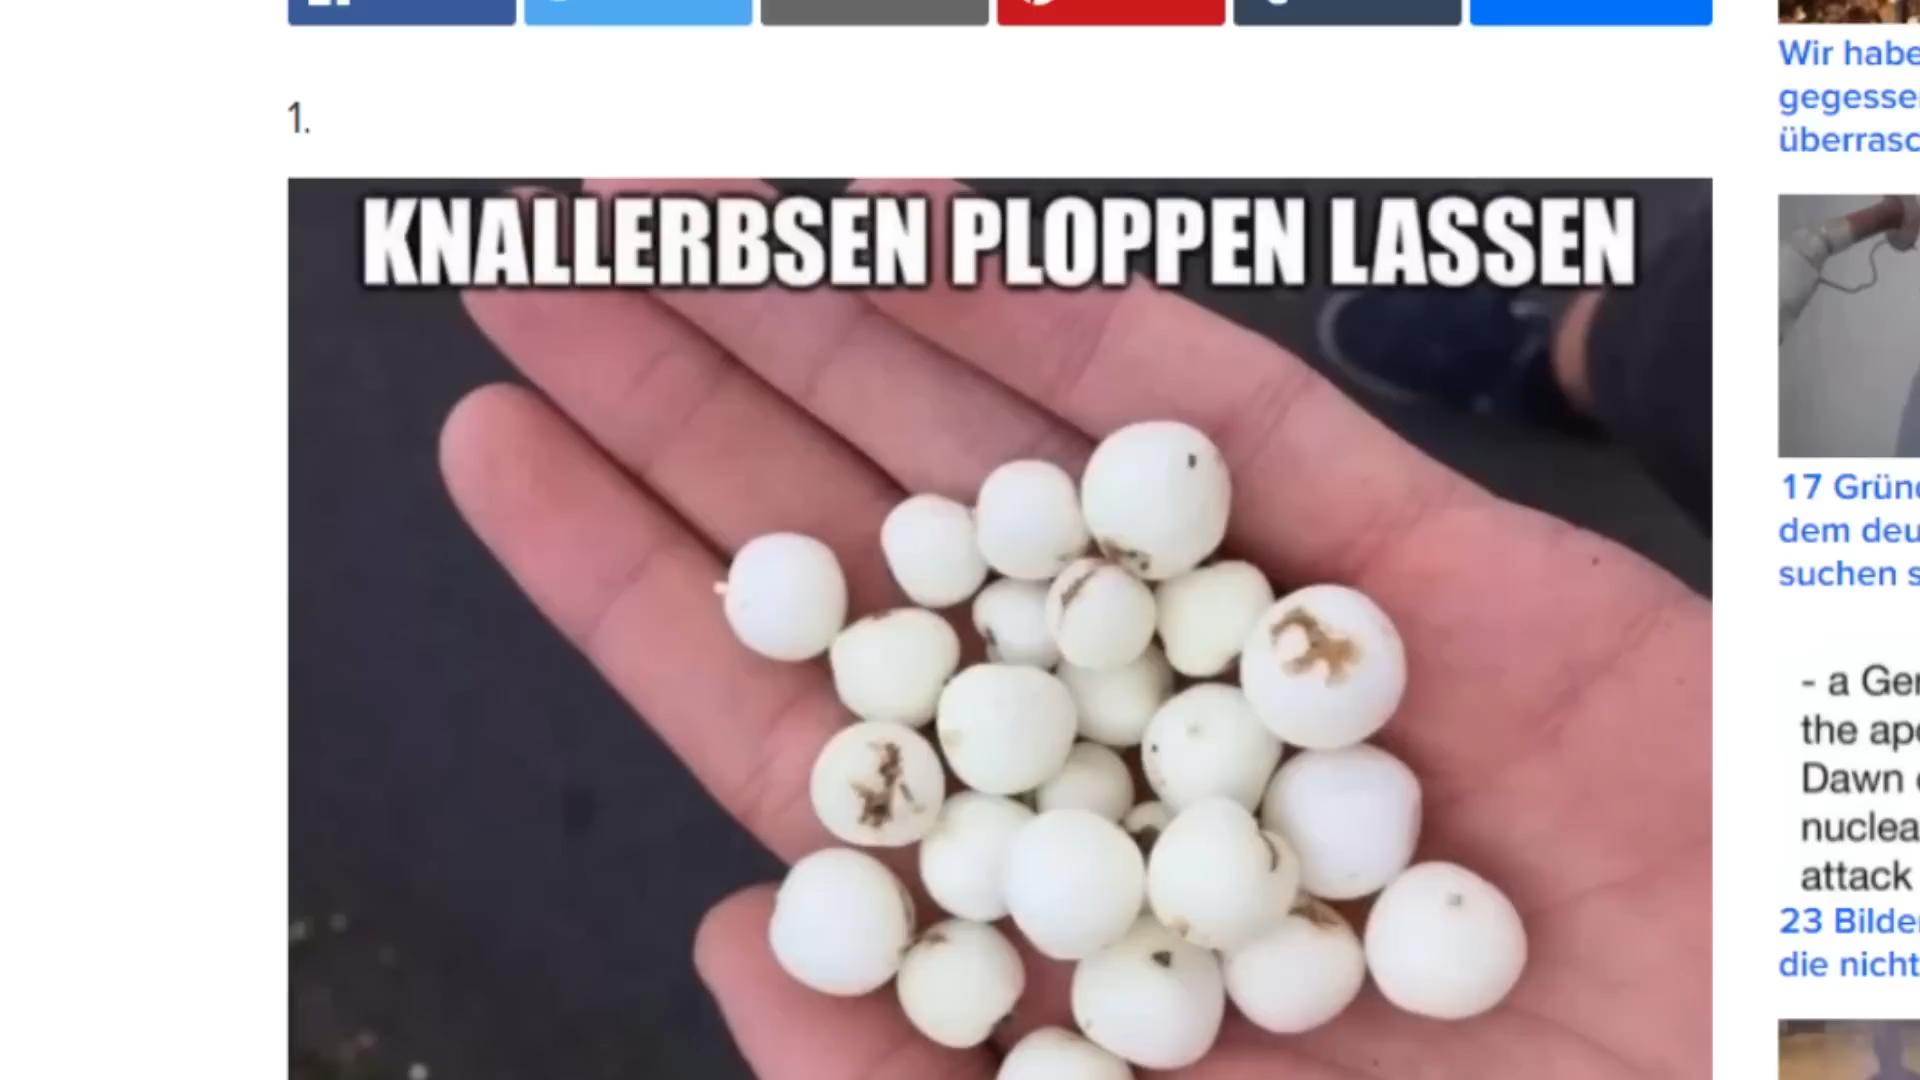 1.
KNALLERBSEN PLOPPEN LASSEN
Wir habe
gegesse
überrasc
17 Grün
dem deu
suchen s
- a Ger
the ap
Dawn
nuclea
attack
23 Bilde
die nicht